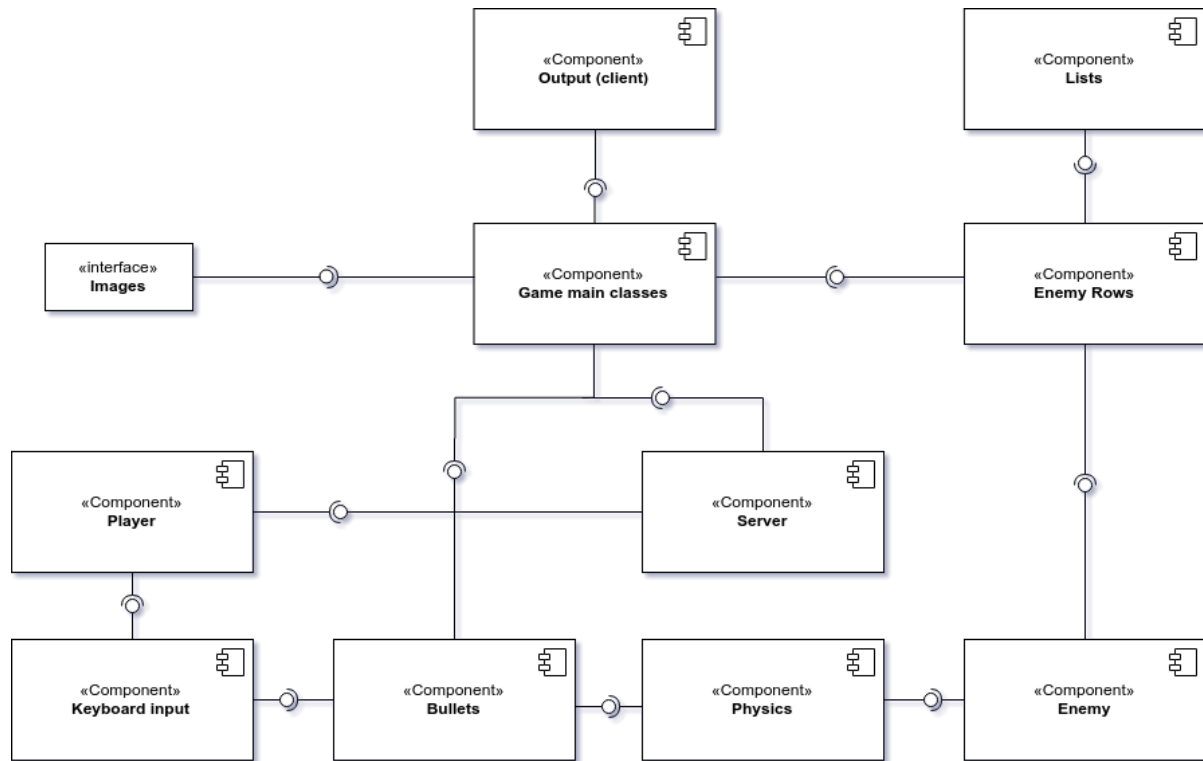 «Component»
Output (client)
«Component»
Lists
«interface»
Images
«Component»
Game main classes
«Component»
Enemy Rows
«Component»
Player
«Component»
Server
«Component»
Keyboard input
«Component»
Bullets
«Component»
Physics
«Component»
Enemy